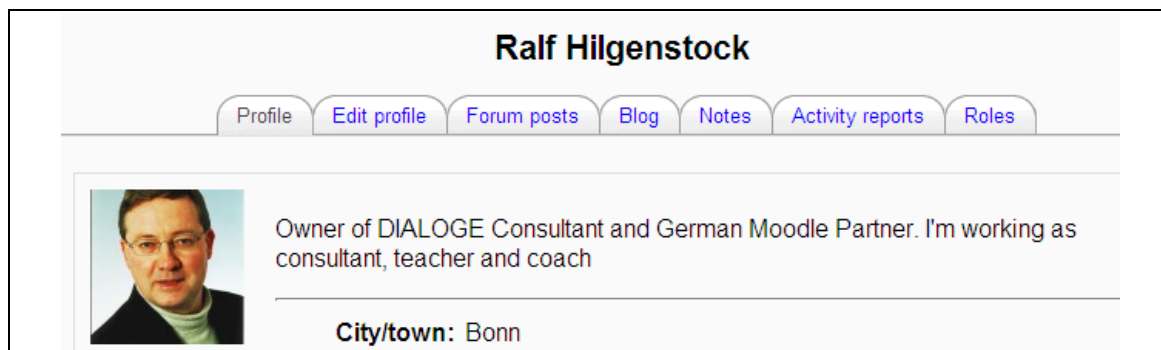 Ralf Hilgenstock
Profile Edit profile Forum posts Blog Notes Activity reports Roles
Owner of DIALOGE Consultant and German Moodle Partner. I'm working as
consultant, teacher and coach
City/town: Bonn